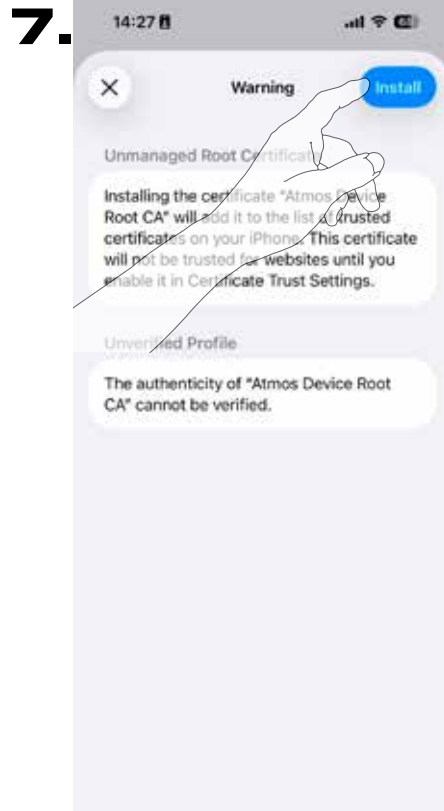 7.
14:27
Warning
Install
Unmanaged Root Certificate
Installing the certificate "Atmos Device
Root CA" will add it to the list of trusted
certificates on your iPhone. This certificate
will not be trusted for websites until you
enable it in Certificate Trust Settings.
Unverified Profile
The authenticity of "Atmos Device Root
CA" cannot be verified.